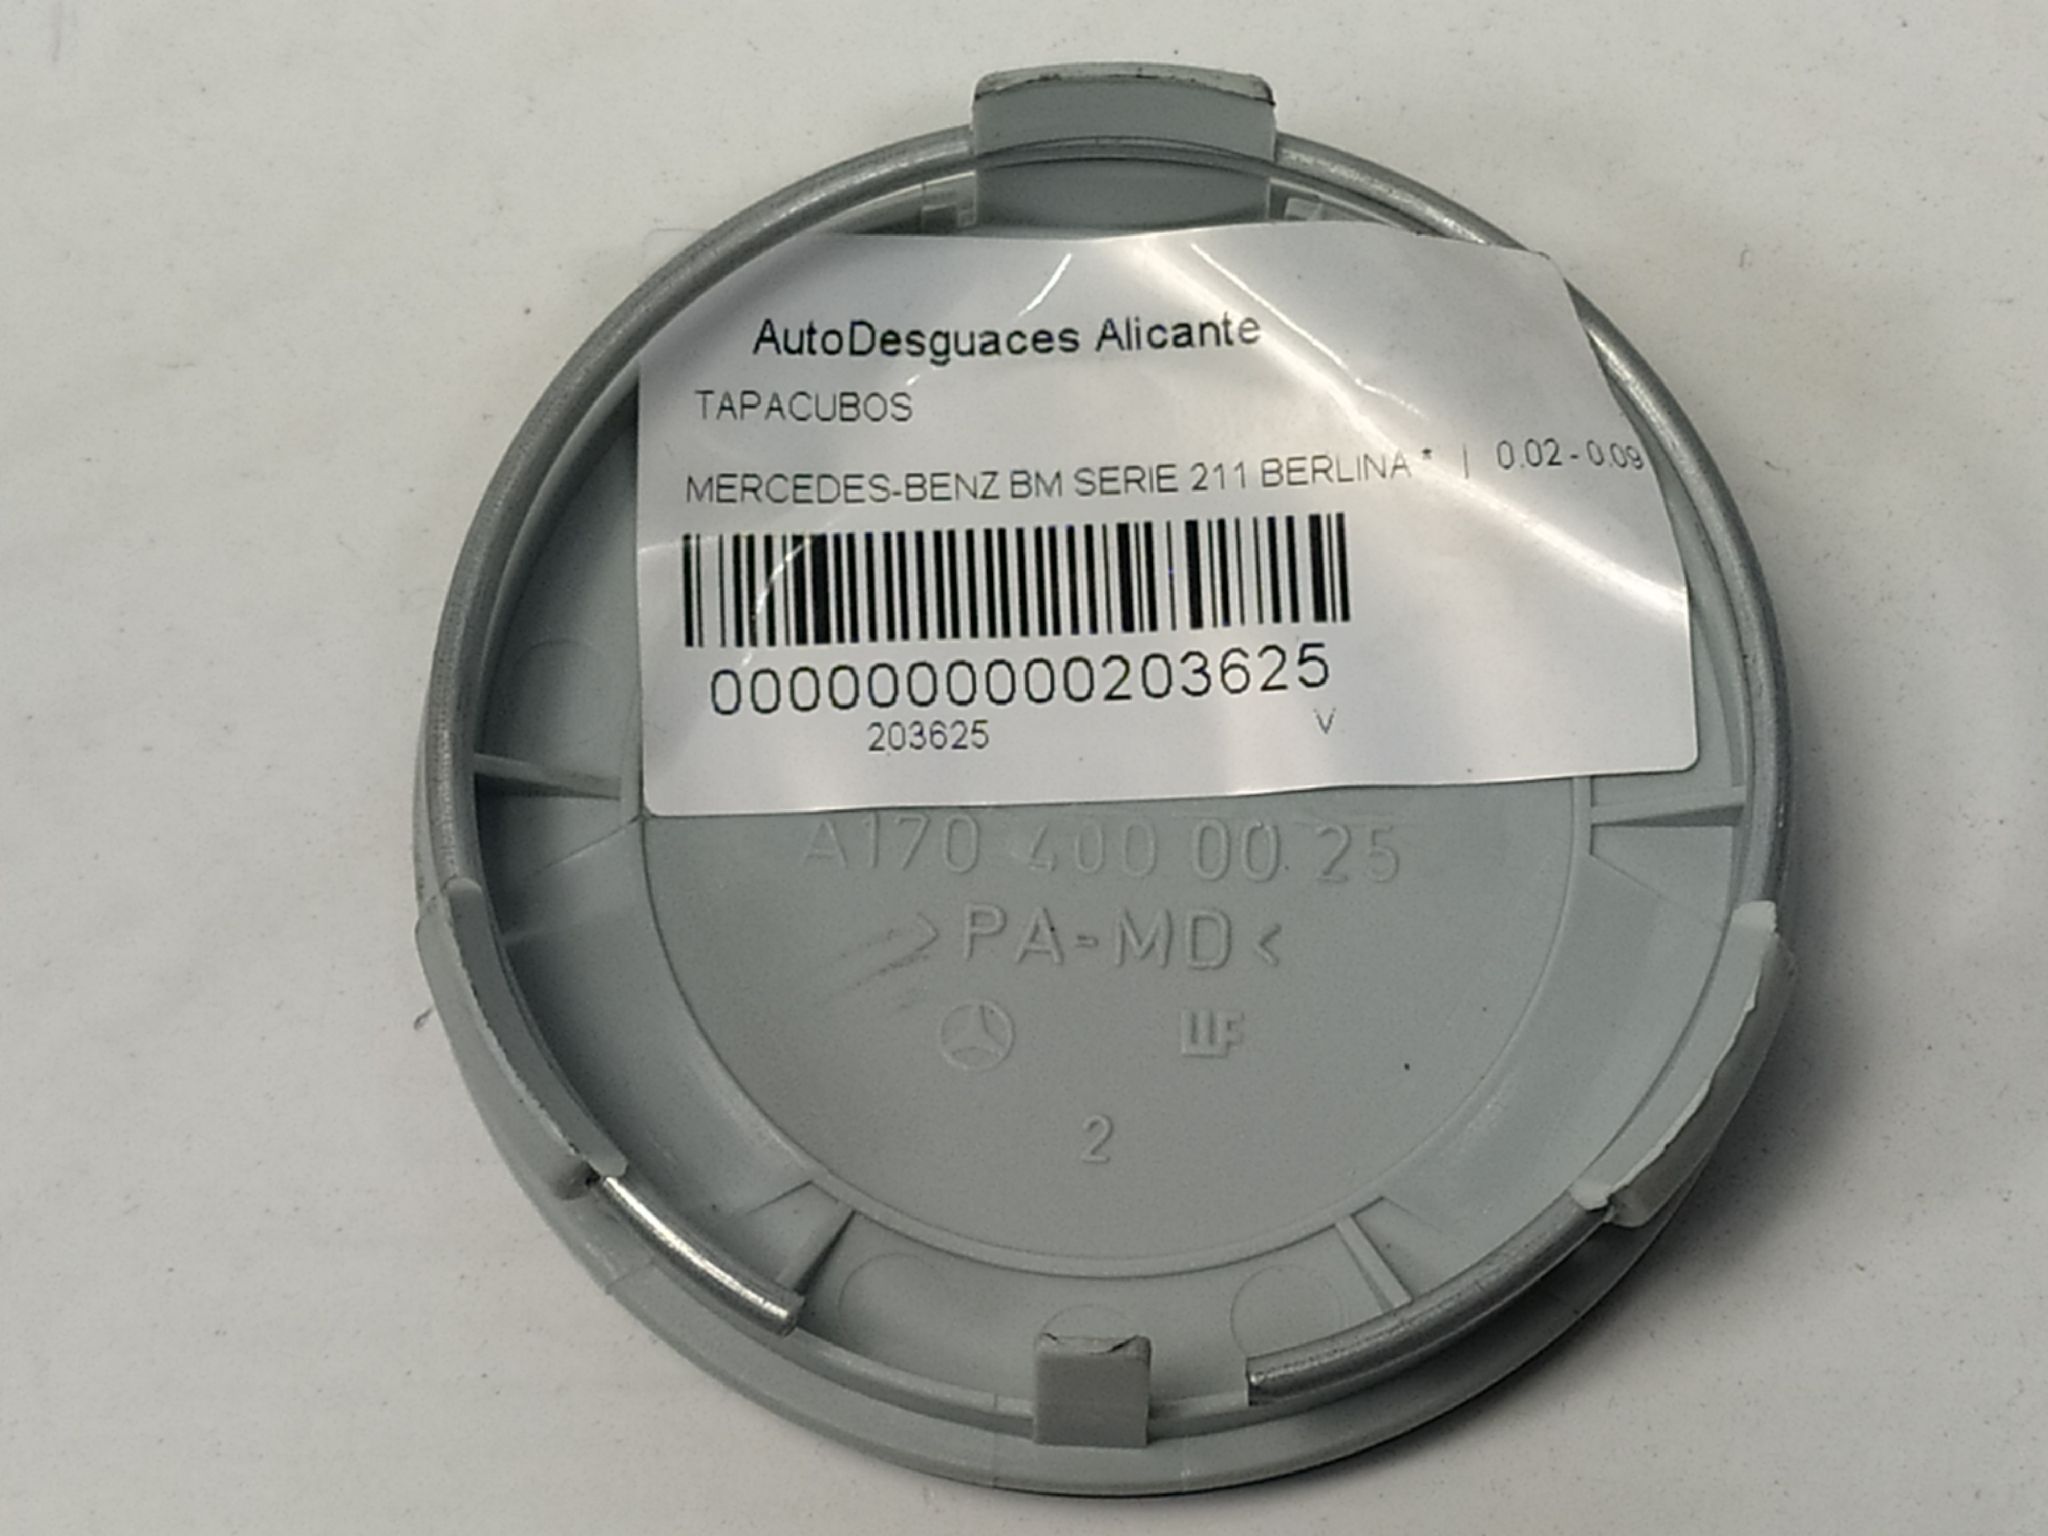 AutoDesguaces Alicante
TAPACUBOS
MERCEDES-BENZ BM SERIE 211 BERLINA * | 0.02 - 0.09
0000000000203625
203625 V
A170 400 00 25
>PA-MD<
2